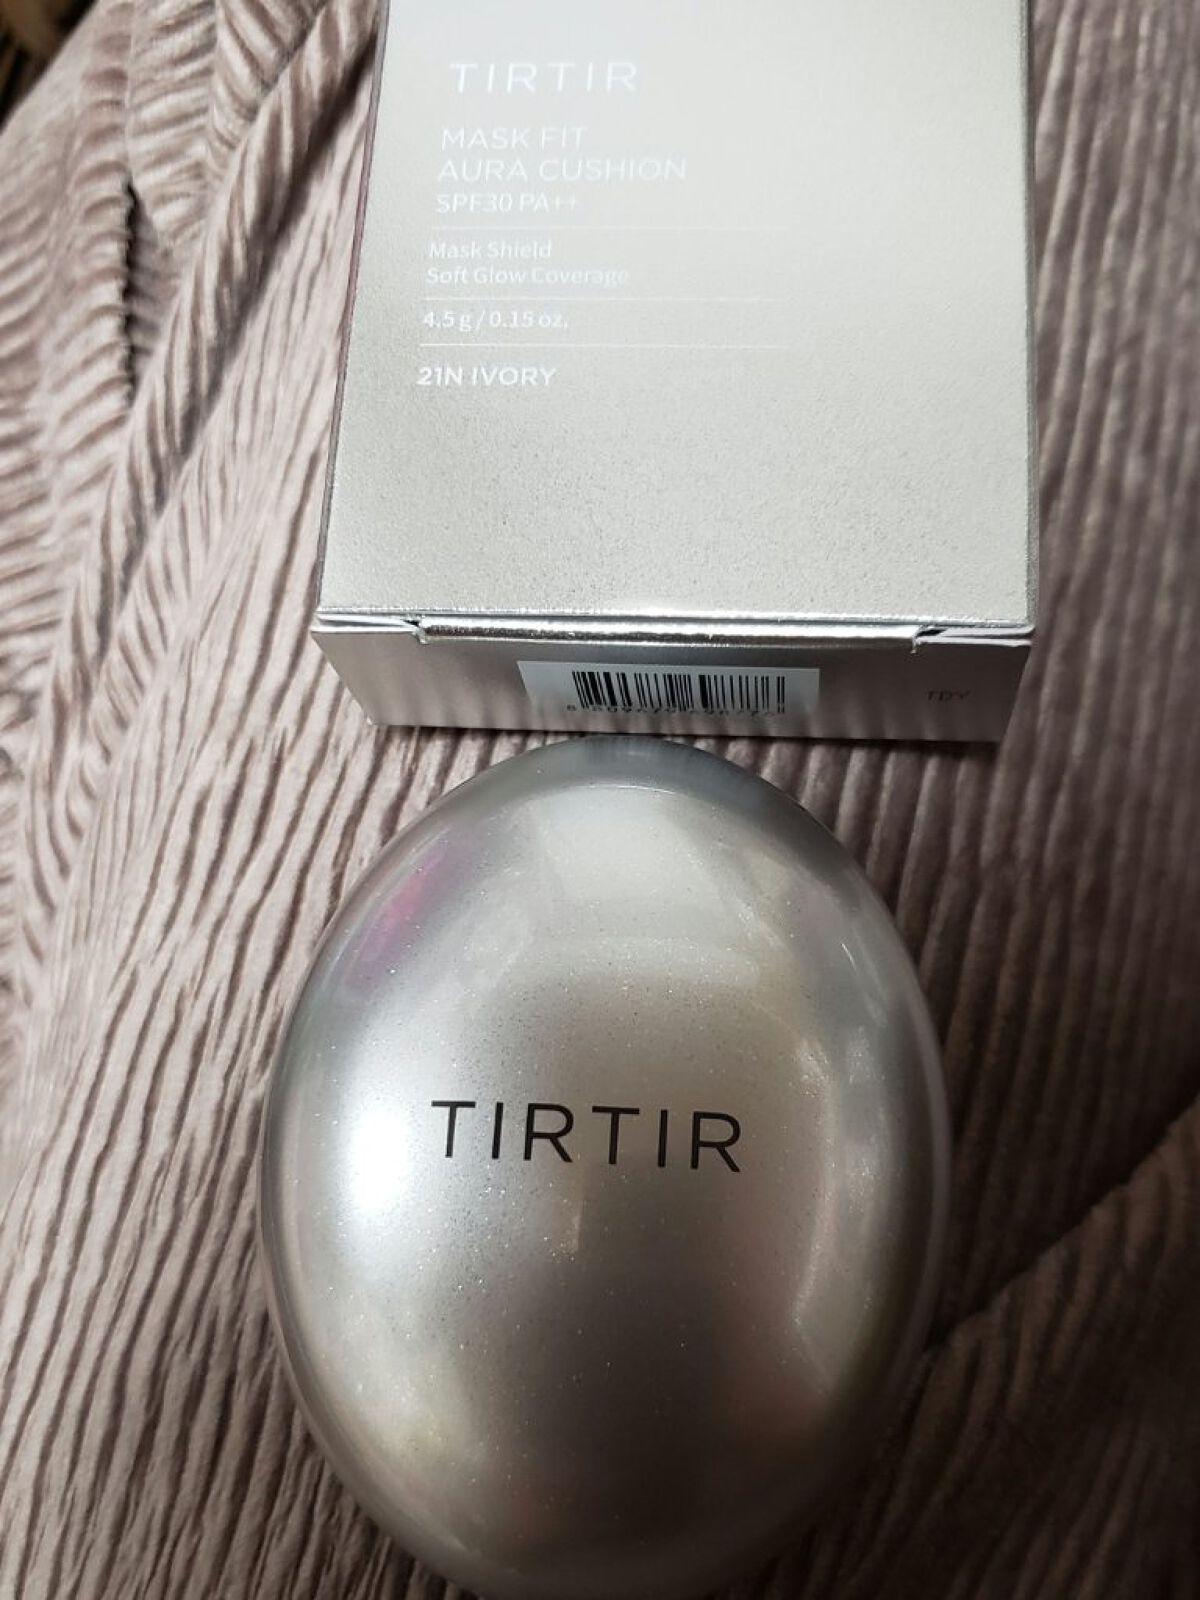 TIRTIR
MASK FIT
AURA CUSHION
SPF30 PA++
Mask Shield
Soft Glow Coverage
4.5 g / 0.15 oz.
21N IVORY
TIRTIR